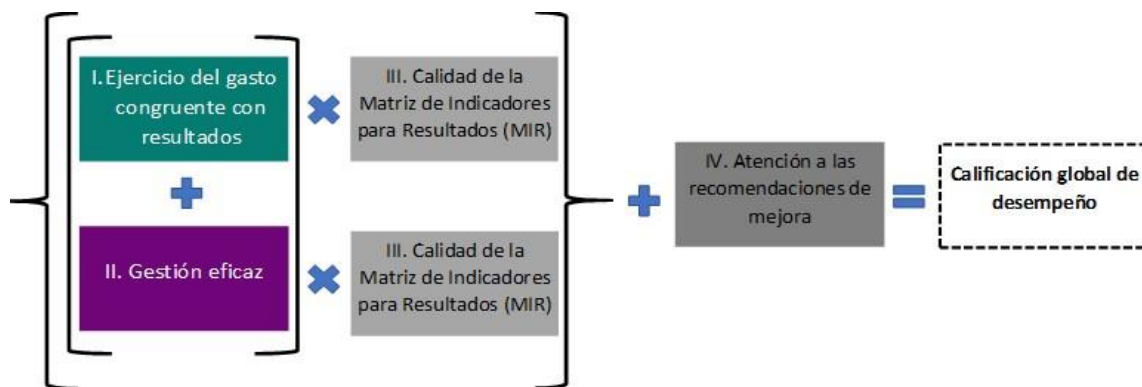 I.Ejercicio del gasto
congruente con
resultados
III. Calidad de la
Matriz de Indicadores
para Resultados (MIR)
II. Gestión eficaz
III. Calidad de la
Matriz de Indicadores
para Resultados (MIR)
IV. Atención a las
recomendaciones de
mejora
Calificación global de
desempeño